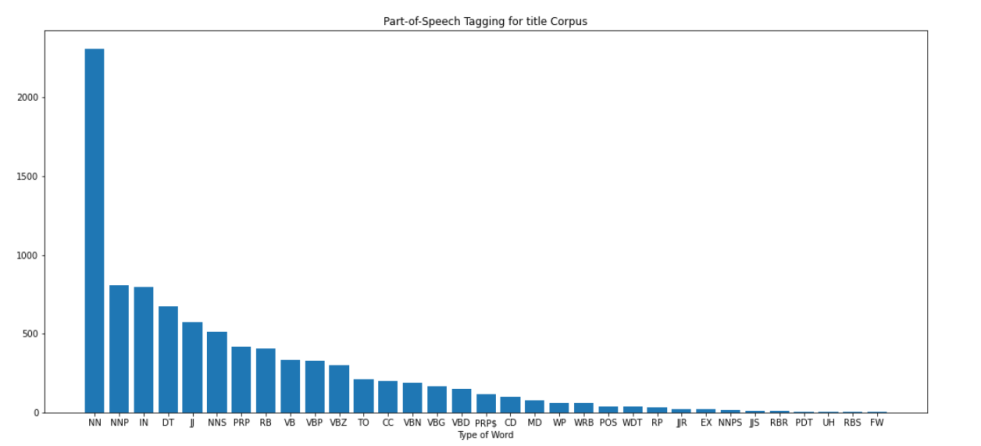 Part-of-Speech Tagging for title Corpus
2000
1500
1000
500
0
NN NNP IN DT JJ NNS PRP RB VB VBP VBZ TO CC VBN VBG VBD PRP$ CD MD WP WRB POS WDT RP JJR EX NNPS JJS RBR PDT UH RBS FW
Type of Word